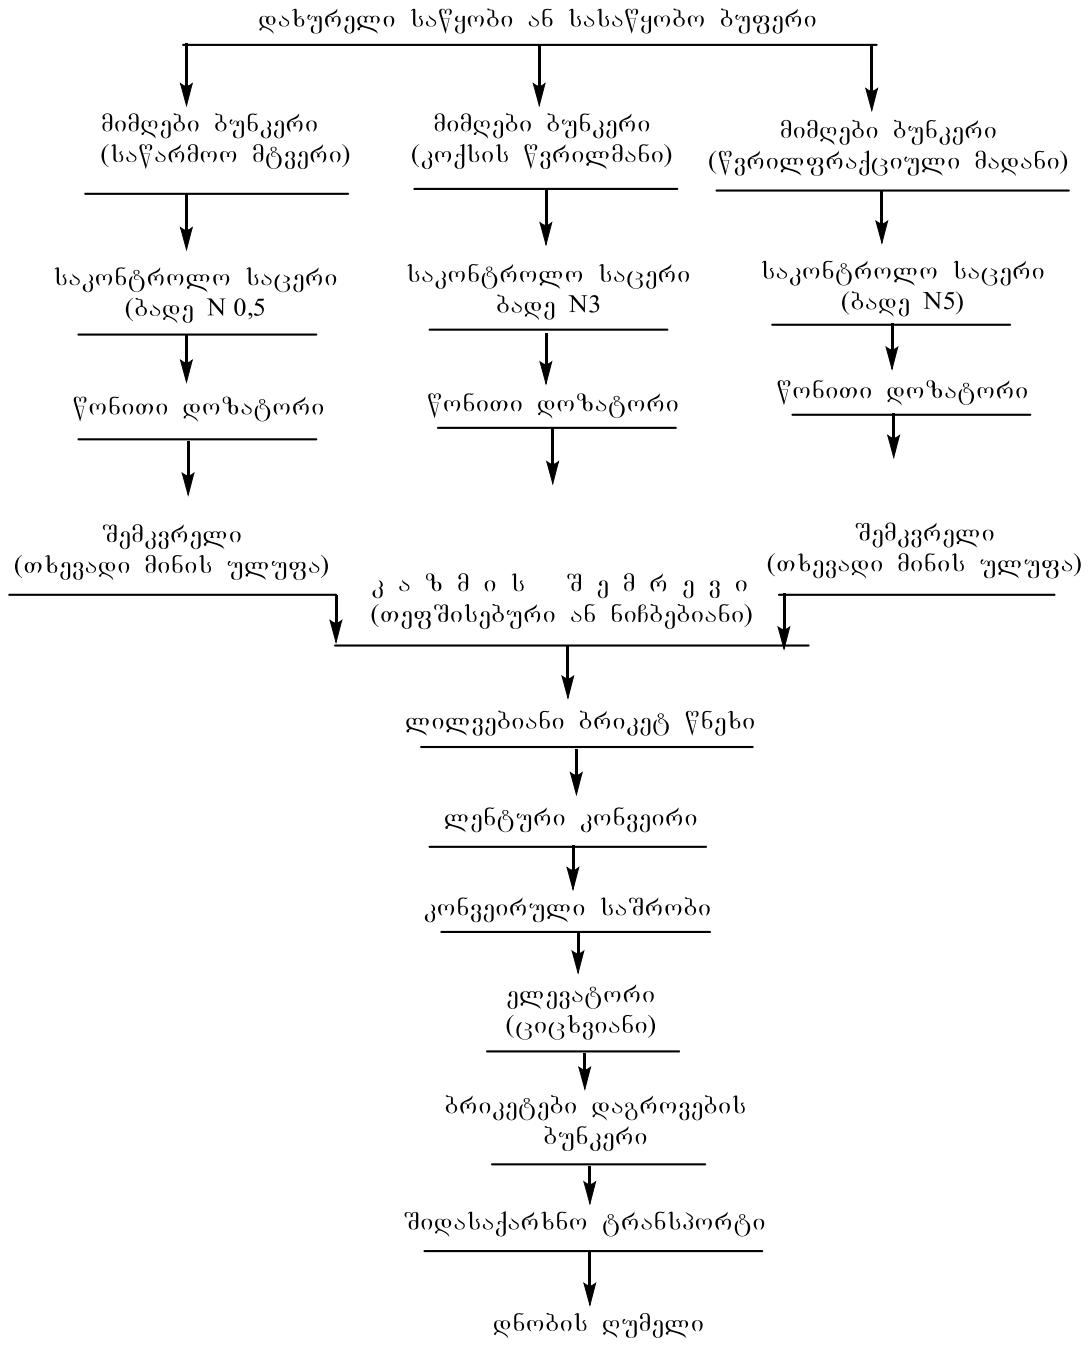 დახურელი საწყობი ან სასაწყობო ბუფერი
მიმღები ბუნკერი
(საწარმოო მტვერი)
მიმღები ბუნკერი
(კოქსის წვრილმანი)
მიმღები ბუნკერი
(წვრილფრაქციული მადანი)
საკონტროლო საცერი
(ბადე N 0,5
საკონტროლო საცერი
ბადე N3
საკონტროლო საცერი
(ბადე N5)
წონითი დოზატორი
წონითი დოზატორი
წონითი დოზატორი
შემკვრელი
(თხევადი მინის ულუფა)
კ ა ზ მ ი ს შ ე მ რ ე ვ ი
(თეფშისებური ან ნიჩბებიანი)
შემკვრელი
(თხევადი მინის ულუფა)
ლილვებიანი ბრიკეტ წნეხი
ლენტური კონვეირი
კონვეირული საშრობი
ელევატორი
(ციცხვიანი)
ბრიკეტები დაგროვების
ბუნკერი
შიდასაქარხნო ტრანსპორტი
დნობის ღუმელი